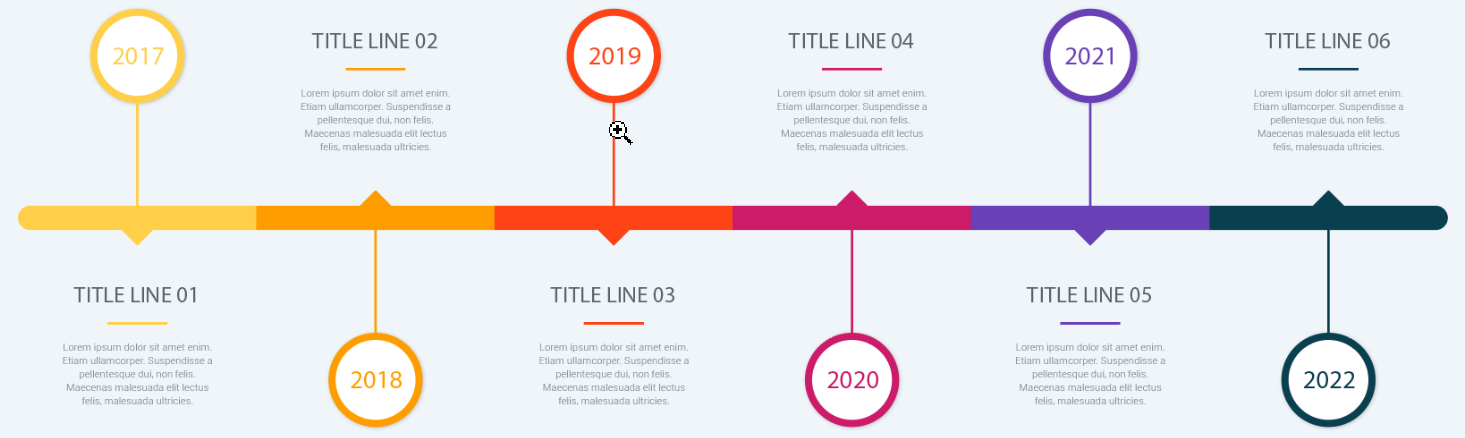 2017
TITLE LINE 02
Lorem ipsum dolor sit amet enim.
Etiam ullamcorper. Suspendisse a
pellentesque dui, non felis.
Maecenas malesuada elit lectus
felis, malesuada ultricies.
2019
TITLE LINE 04
Lorem ipsum dolor sit amet enim.
Etiam ullamcorper. Suspendisse a
pellentesque dui, non felis.
Maecenas malesuada elit lectus
felis, malesuada ultricies.
2021
TITLE LINE 06
Lorem ipsum dolor sit amet enim.
Etiam ullamcorper. Suspendisse a
pellentesque dui, non felis.
Maecenas malesuada elit lectus
felis, malesuada ultricies.
TITLE LINE 01
Lorem ipsum dolor sit amet enim.
Etiam ullamcorper. Suspendisse a
pellentesque dui, non felis.
Maecenas malesuada elit lectus
felis, malesuada ultricies.
2018
TITLE LINE 03
Lorem ipsum dolor sit amet enim.
Etiam ullamcorper. Suspendisse a
pellentesque dui, non felis.
Maecenas malesuada elit lectus
felis, malesuada ultricies.
2020
TITLE LINE 05
Lorem ipsum dolor sit amet enim.
Etiam ullamcorper. Suspendisse a
pellentesque dui, non felis.
Maecenas malesuada elit lectus
felis, malesuada ultricies.
2022